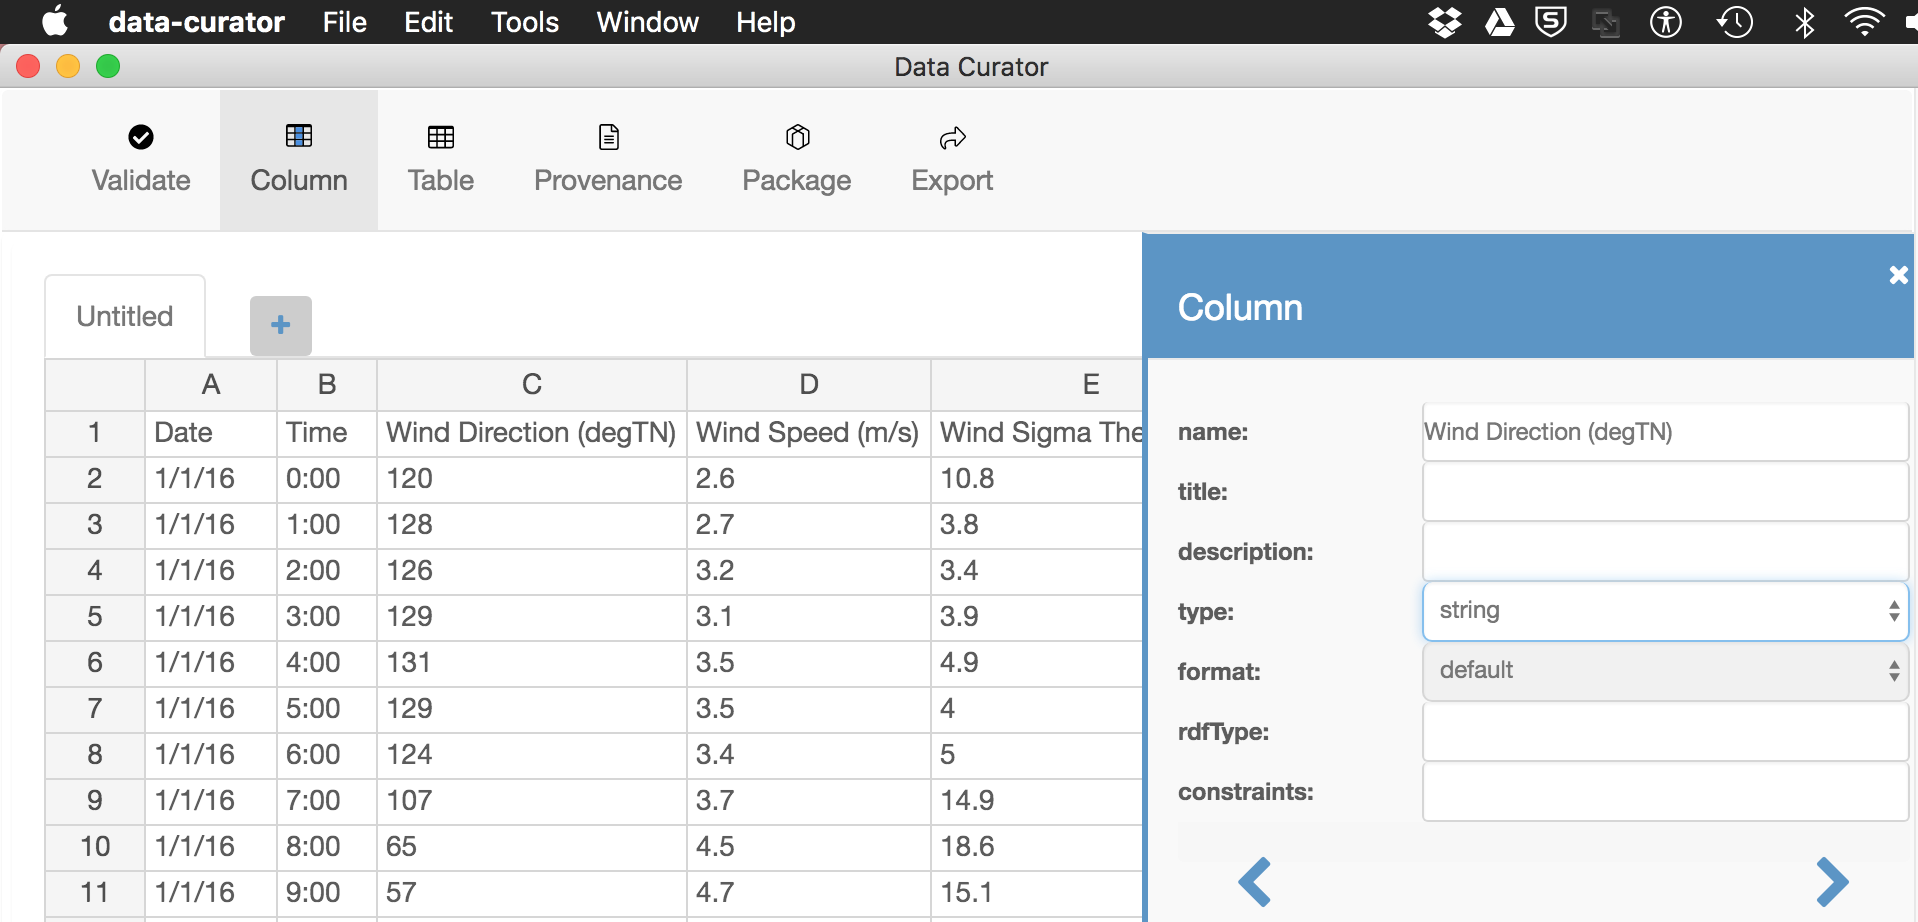 data-curator File Edit Tools Window Help
Data Curator
Validate Column Table Provenance Package Export
Untitled +
Column
A B C D E
1 Date Time Wind Direction (degTN) Wind Speed (m/s) Wind Sigma The
2 1/1/16 0:00 120 2.6 10.8
3 1/1/16 1:00 128 2.7 3.8
4 1/1/16 2:00 126 3.2 3.4
5 1/1/16 3:00 129 3.1 3.9
6 1/1/16 4:00 131 3.5 4.9
7 1/1/16 5:00 129 3.5 4
8 1/1/16 6:00 124 3.4 5
9 1/1/16 7:00 107 3.7 14.9
10 1/1/16 8:00 65 4.5 18.6
11 1/1/16 9:00 57 4.7 15.1
name: Wind Direction (degTN)
title:
description:
type: string
format: default
rdfType:
constraints: